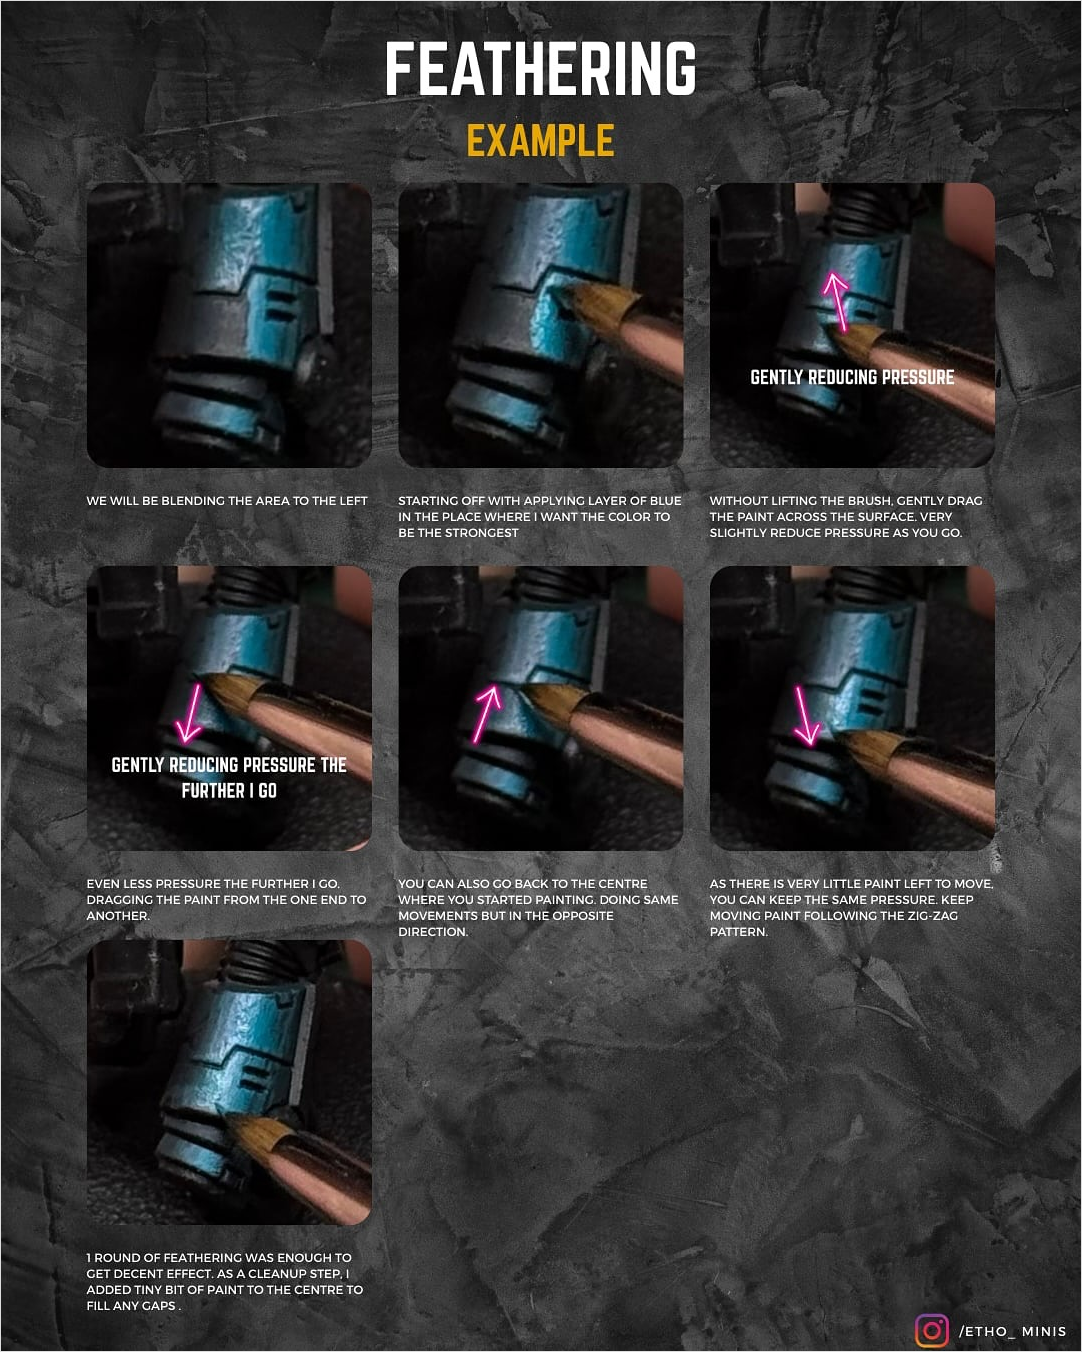 FEATHERING
EXAMPLE
GENTLY REDUCING PRESSURE
WE WILL BE BLENDING THE AREA TO THE LEFT
STARTING OFF WITH APPLYING LAYER OF BLUE
IN THE PLACE WHERE I WANT THE COLOR TO
BE THE STRONGEST
WITHOUT LIFTING THE BRUSH, GENTLY DRAG
THE PAINT ACROSS THE SURFACE. VERY
SLIGHTLY REDUCE PRESSURE AS YOU GO.
GENTLY REDUCING PRESSURE THE
FURTHER I GO
EVEN LESS PRESSURE THE FURTHER I GO.
DRAGGING THE PAINT FROM THE ONE END TO
ANOTHER.
YOU CAN ALSO GO BACK TO THE CENTRE
WHERE YOU STARTED PAINTING. DOING SAME
MOVEMENTS BUT IN THE OPPOSITE
DIRECTION.
AS THERE IS VERY LITTLE PAINT LEFT TO MOVE,
YOU CAN KEEP THE SAME PRESSURE. KEEP
MOVING PAINT FOLLOWING THE ZIG-ZAG
PATTERN.
1 ROUND OF FEATHERING WAS ENOUGH TO
GET DECENT EFFECT. AS A CLEANUP STEP, I
ADDED TINY BIT OF PAINT TO THE CENTRE TO
FILL ANY GAPS .
/ETHO_ MINIS